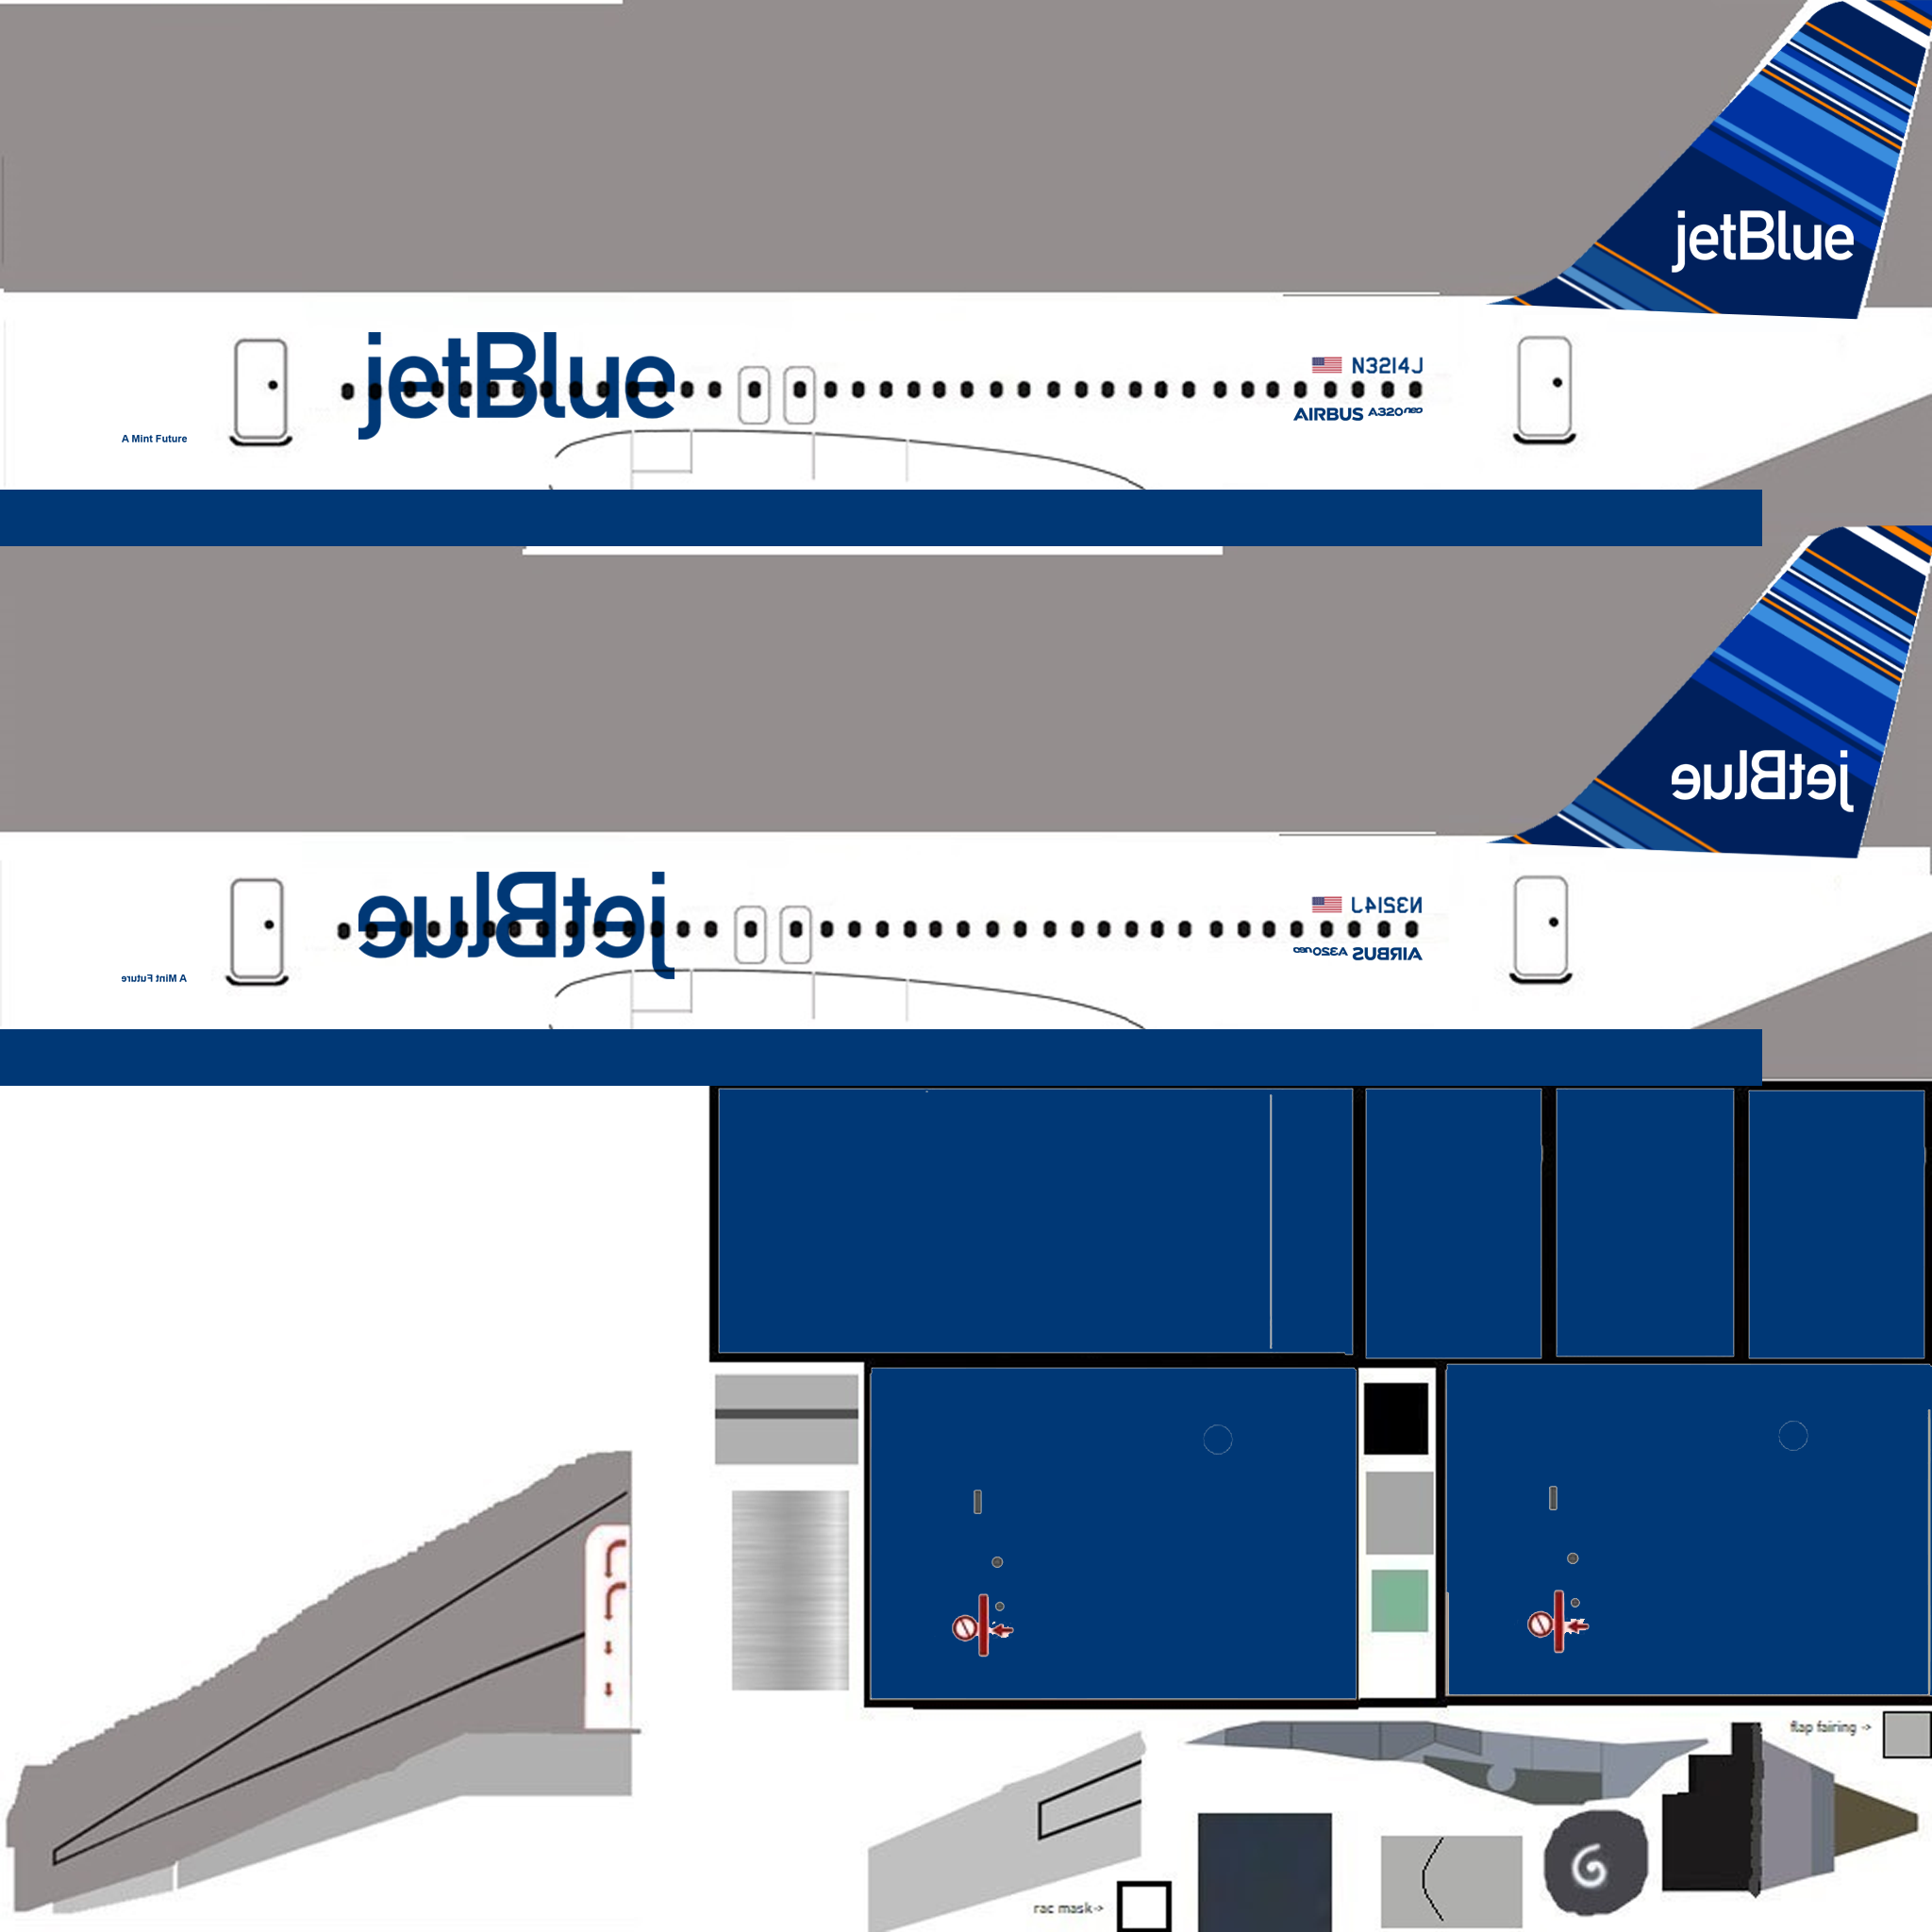 jetBlue
jetBlue
N3214J
AIRBUS A320neo
A Mint Future
jetBlue
jetBlue
N3214J
AIRBUS A320neo
A Mint Future
flap fairing ->
rac mask->